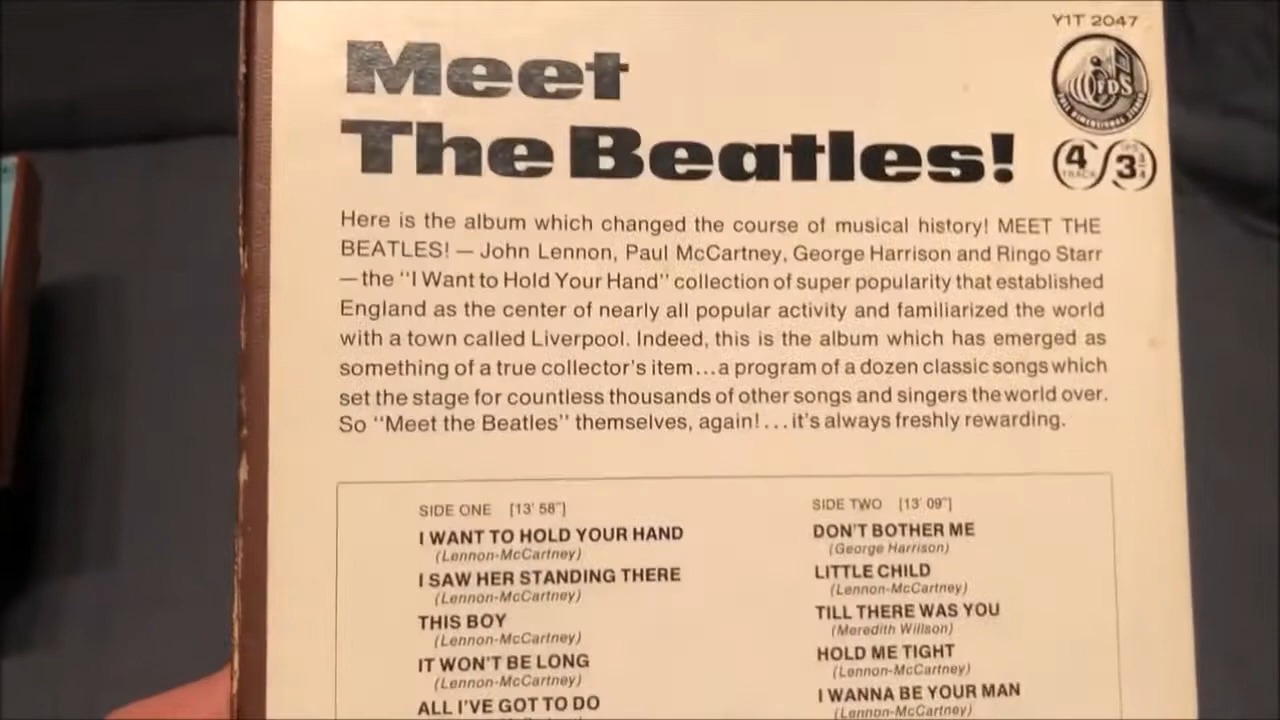 Y1T 2047
Meet
The Beatles!
FDS
FULL DIMENSIONAL STEREO
4 TRACK
IPS 3 3/4
Here is the album which changed the course of musical history! MEET THE
BEATLES! — John Lennon, Paul McCartney, George Harrison and Ringo Starr
— the "I Want to Hold Your Hand" collection of super popularity that established
England as the center of nearly all popular activity and familiarized the world
with a town called Liverpool. Indeed, this is the album which has emerged as
something of a true collector's item...a program of a dozen classic songs which
set the stage for countless thousands of other songs and singers the world over.
So "Meet the Beatles" themselves, again!...it's always freshly rewarding.
SIDE ONE [13' 58"]
I WANT TO HOLD YOUR HAND
(Lennon-McCartney)
I SAW HER STANDING THERE
(Lennon-McCartney)
THIS BOY
(Lennon-McCartney)
IT WON'T BE LONG
(Lennon-McCartney)
ALL I'VE GOT TO DO
SIDE TWO [13' 09"]
DON'T BOTHER ME
(George Harrison)
LITTLE CHILD
(Lennon-McCartney)
TILL THERE WAS YOU
(Meredith Willson)
HOLD ME TIGHT
(Lennon-McCartney)
I WANNA BE YOUR MAN
(Lennon-McCartney)